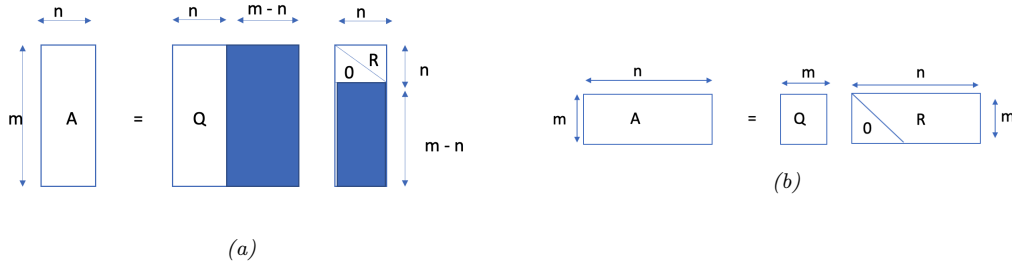 n n m - n n
m A = Q 0 R n
m - n
(a)
n m n
m A = Q 0 R m
(b)